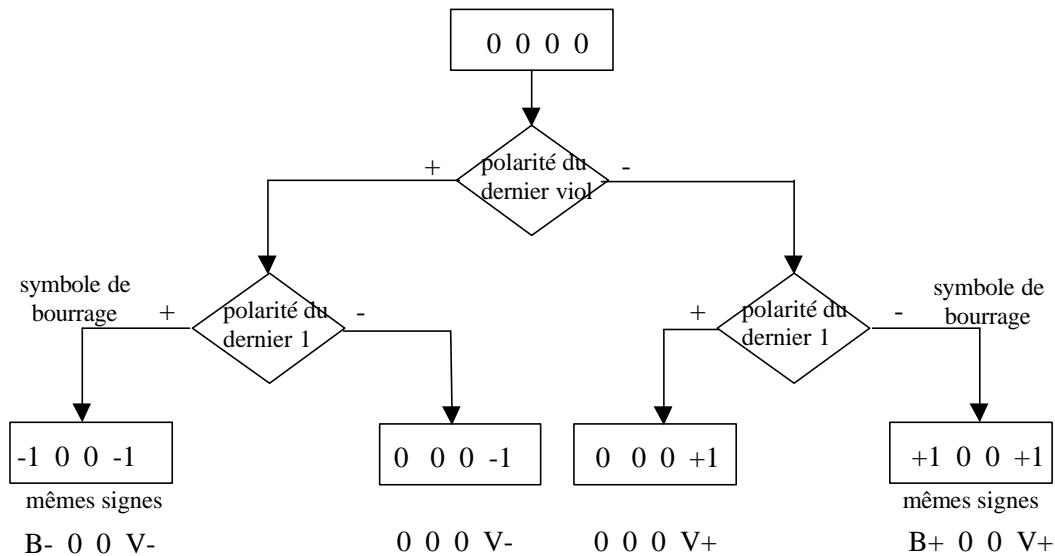 0 0 0 0
+
polarité du
dernier viol
-
symbole de
bourrage
+
polarité du
dernier 1
-
+
polarité du
dernier 1
-
symbole de
bourrage
-1 0 0 -1
0 0 0 -1
0 0 0 +1
+1 0 0 +1
mêmes signes
mêmes signes
B- 0 0 V-
0 0 0 V-
0 0 0 V+
B+ 0 0 V+